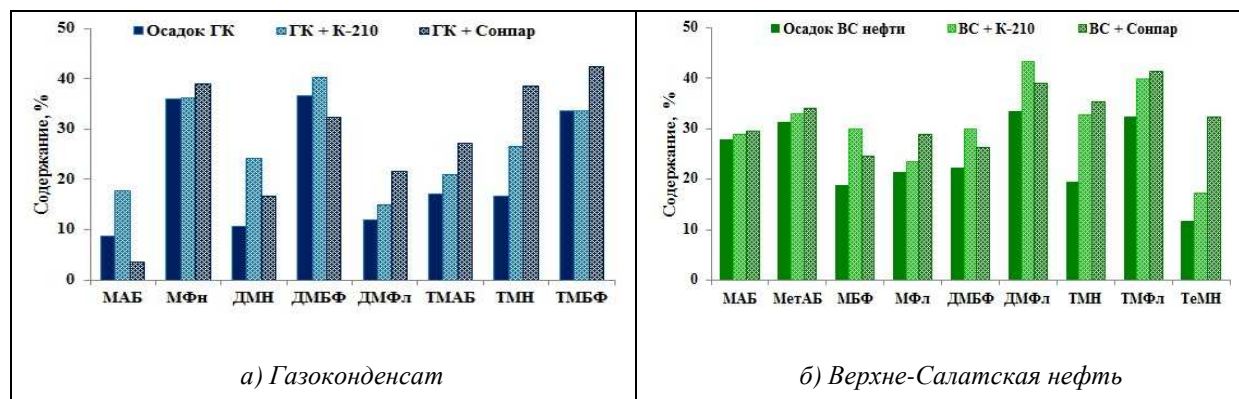 Осадок ГК ГК + К-210 ГК + Сонпар
Содержание, %
50
40
30
20
10
0
МАБ МФн ДМН ДМБФ ДМФл ТМАБ ТМН ТМБФ
а) Газоконденсат
Осадок ВС нефти ВС + К-210 ВС + Сонпар
Содержание, %
50
40
30
20
10
0
МАБ МетАБ МБФ МФл ДМБФ ДМФл ТМН ТМФл ТеМН
б) Верхне-Салатская нефть